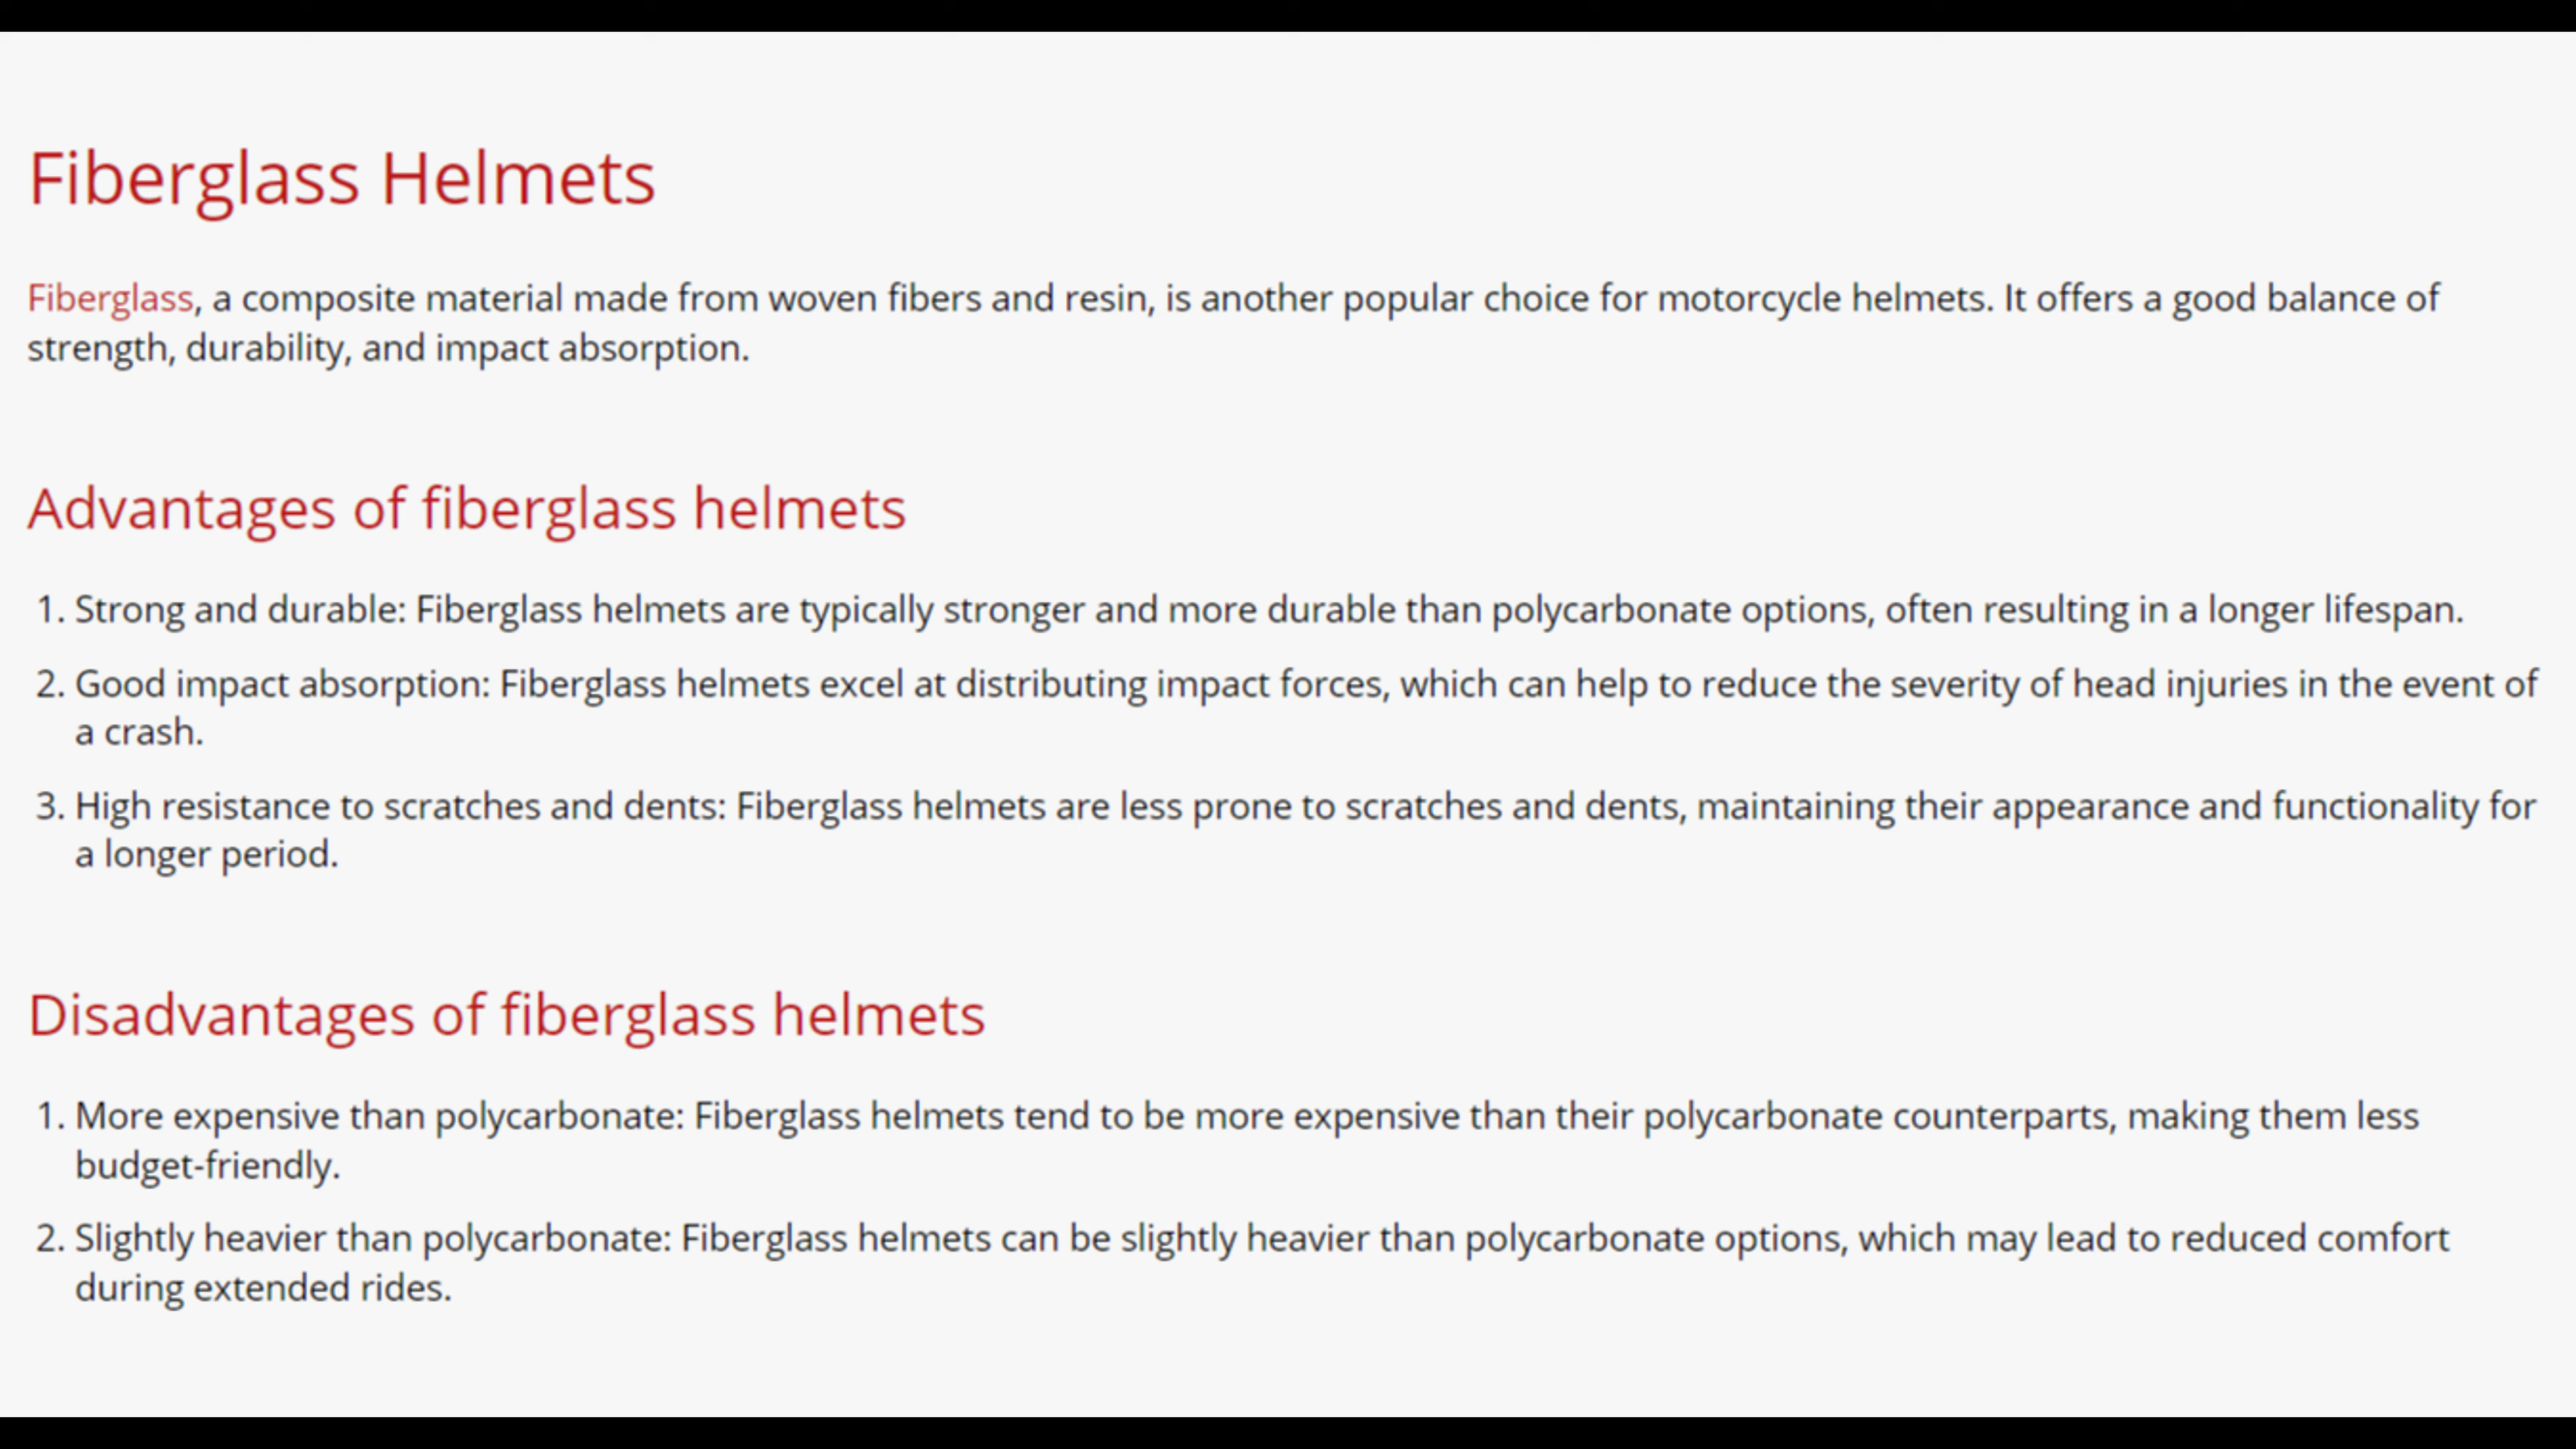 Fiberglass Helmets
Fiberglass, a composite material made from woven fibers and resin, is another popular choice for motorcycle helmets. It offers a good balance of
strength, durability, and impact absorption.
Advantages of fiberglass helmets
1. Strong and durable: Fiberglass helmets are typically stronger and more durable than polycarbonate options, often resulting in a longer lifespan.
2. Good impact absorption: Fiberglass helmets excel at distributing impact forces, which can help to reduce the severity of head injuries in the event of
a crash.
3. High resistance to scratches and dents: Fiberglass helmets are less prone to scratches and dents, maintaining their appearance and functionality for
a longer period.
Disadvantages of fiberglass helmets
1. More expensive than polycarbonate: Fiberglass helmets tend to be more expensive than their polycarbonate counterparts, making them less
budget-friendly.
2. Slightly heavier than polycarbonate: Fiberglass helmets can be slightly heavier than polycarbonate options, which may lead to reduced comfort
during extended rides.